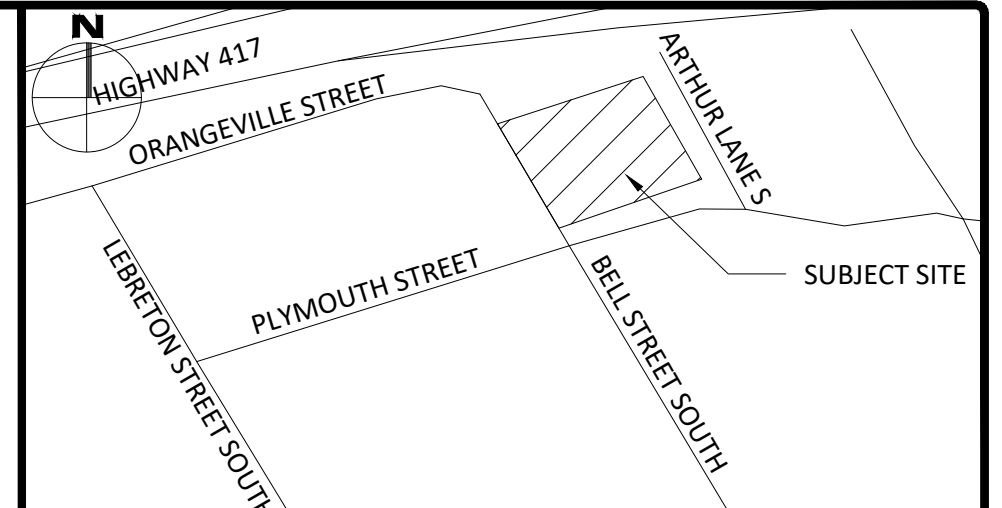 N
HIGHWAY 417
ORANGEVILLE STREET
ARTHUR LANE S
SUBJECT SITE
PLYMOUTH STREET
LEBRETON STREET SOUTH
BELL STREET SOUTH